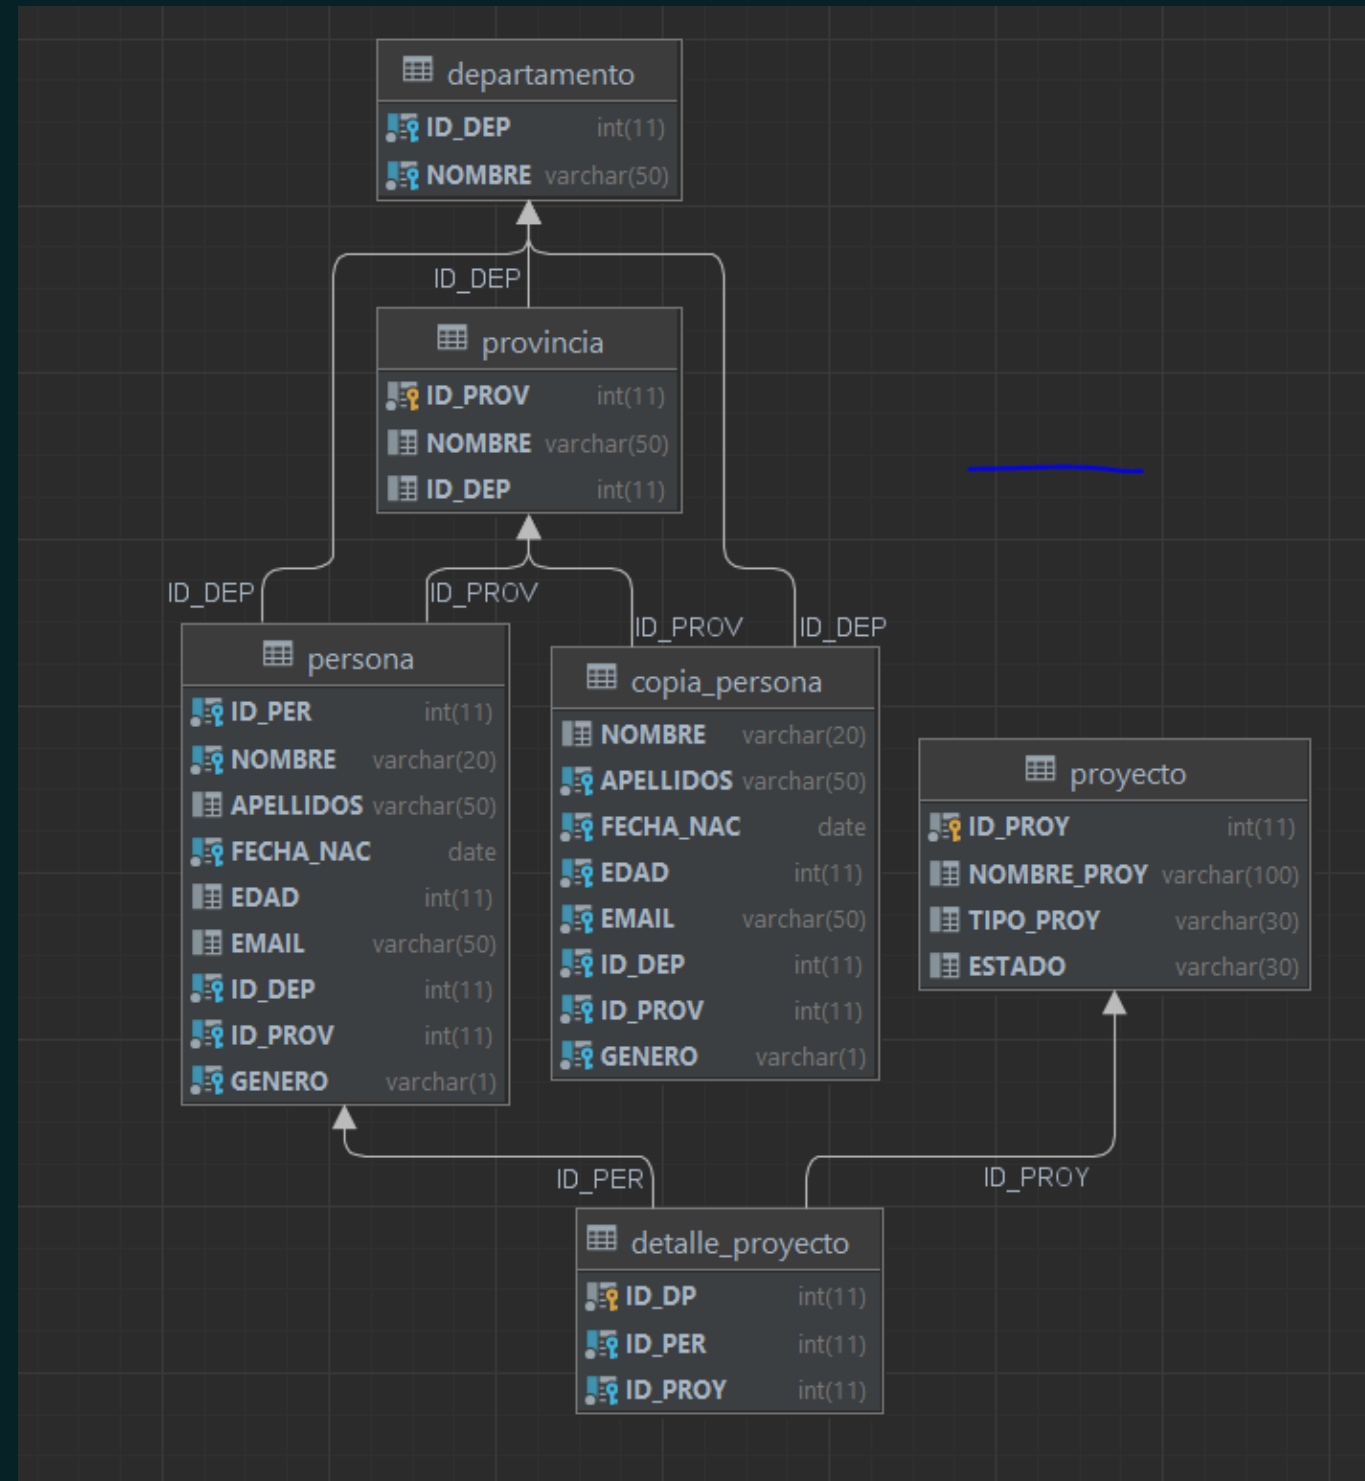 departamento
ID_DEP int(11)
NOMBRE varchar(50)
ID_DEP
provincia
ID_PROV int(11)
NOMBRE varchar(50)
ID_DEP int(11)
ID_DEP
ID_PROV
ID_PROV
ID_DEP
persona
ID_PER int(11)
NOMBRE varchar(20)
APELLIDOS varchar(50)
FECHA_NAC date
EDAD int(11)
EMAIL varchar(50)
ID_DEP int(11)
ID_PROV int(11)
GENERO varchar(1)
copia_persona
NOMBRE varchar(20)
APELLIDOS varchar(50)
FECHA_NAC date
EDAD int(11)
EMAIL varchar(50)
ID_DEP int(11)
ID_PROV int(11)
GENERO varchar(1)
proyecto
ID_PROY int(11)
NOMBRE_PROY varchar(100)
TIPO_PROY varchar(30)
ESTADO varchar(30)
ID_PER
ID_PROY
detalle_proyecto
ID_DP int(11)
ID_PER int(11)
ID_PROY int(11)